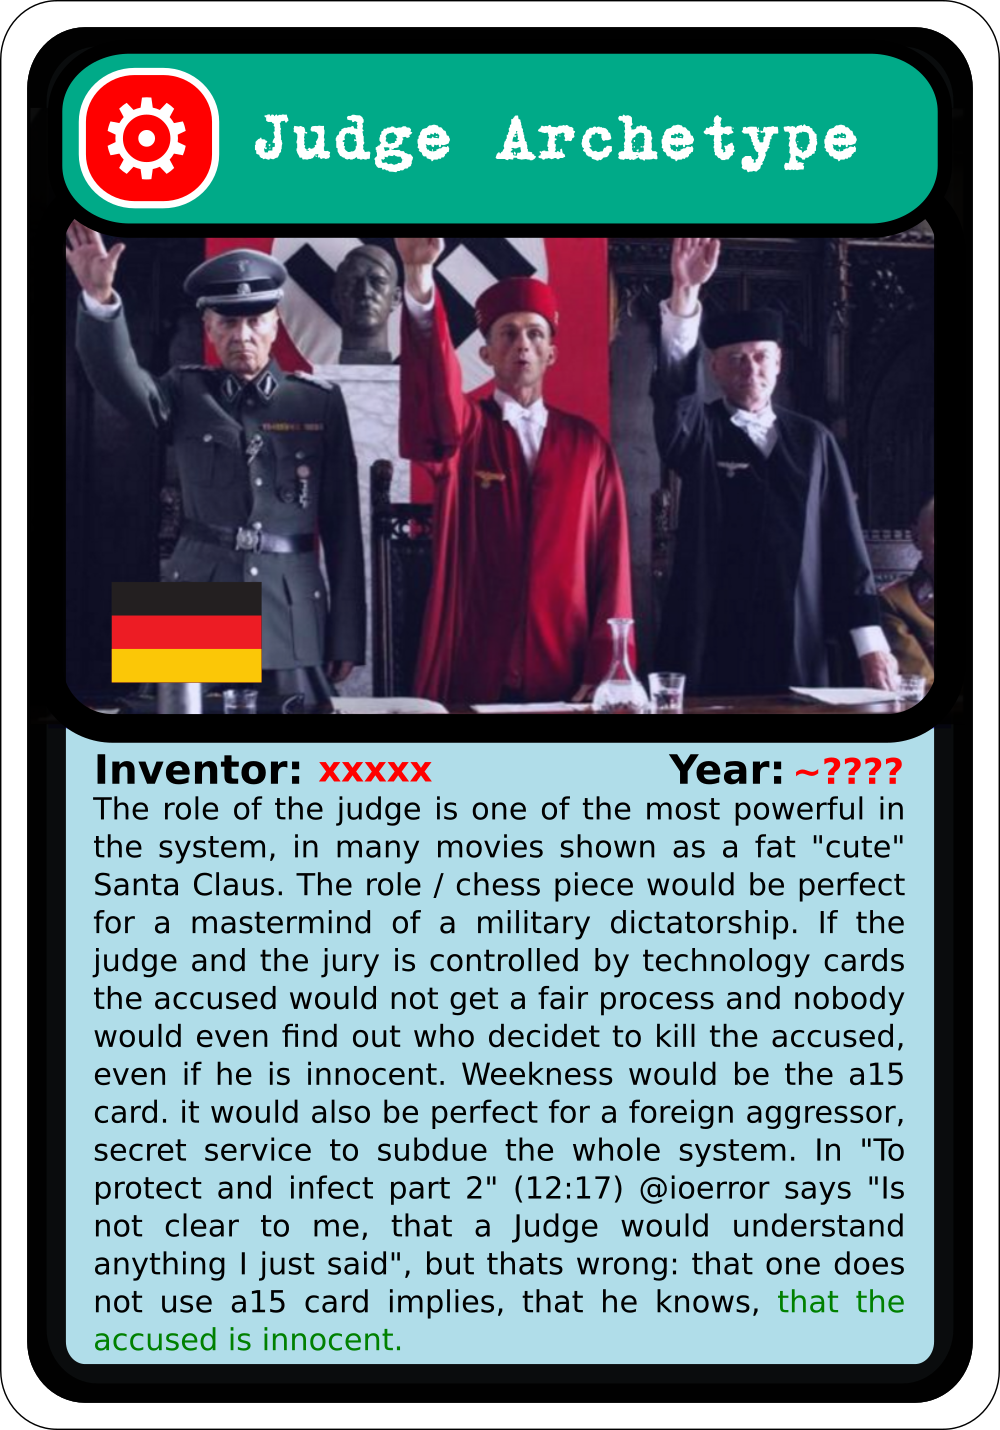 Judge Archetype
Inventor: xxxxx Year: ~????
The role of the judge is one of the most powerful in
the system, in many movies shown as a fat "cute"
Santa Claus. The role / chess piece would be perfect
for a mastermind of a military dictatorship. If the
judge and the jury is controlled by technology cards
the accused would not get a fair process and nobody
would even find out who decidet to kill the accused,
even if he is innocent. Weekness would be the a15
card. it would also be perfect for a foreign aggressor,
secret service to subdue the whole system. In "To
protect and infect part 2" (12:17) @ioerror says "Is
not clear to me, that a Judge would understand
anything I just said", but thats wrong: that one does
not use a15 card implies, that he knows, that the
accused is innocent.